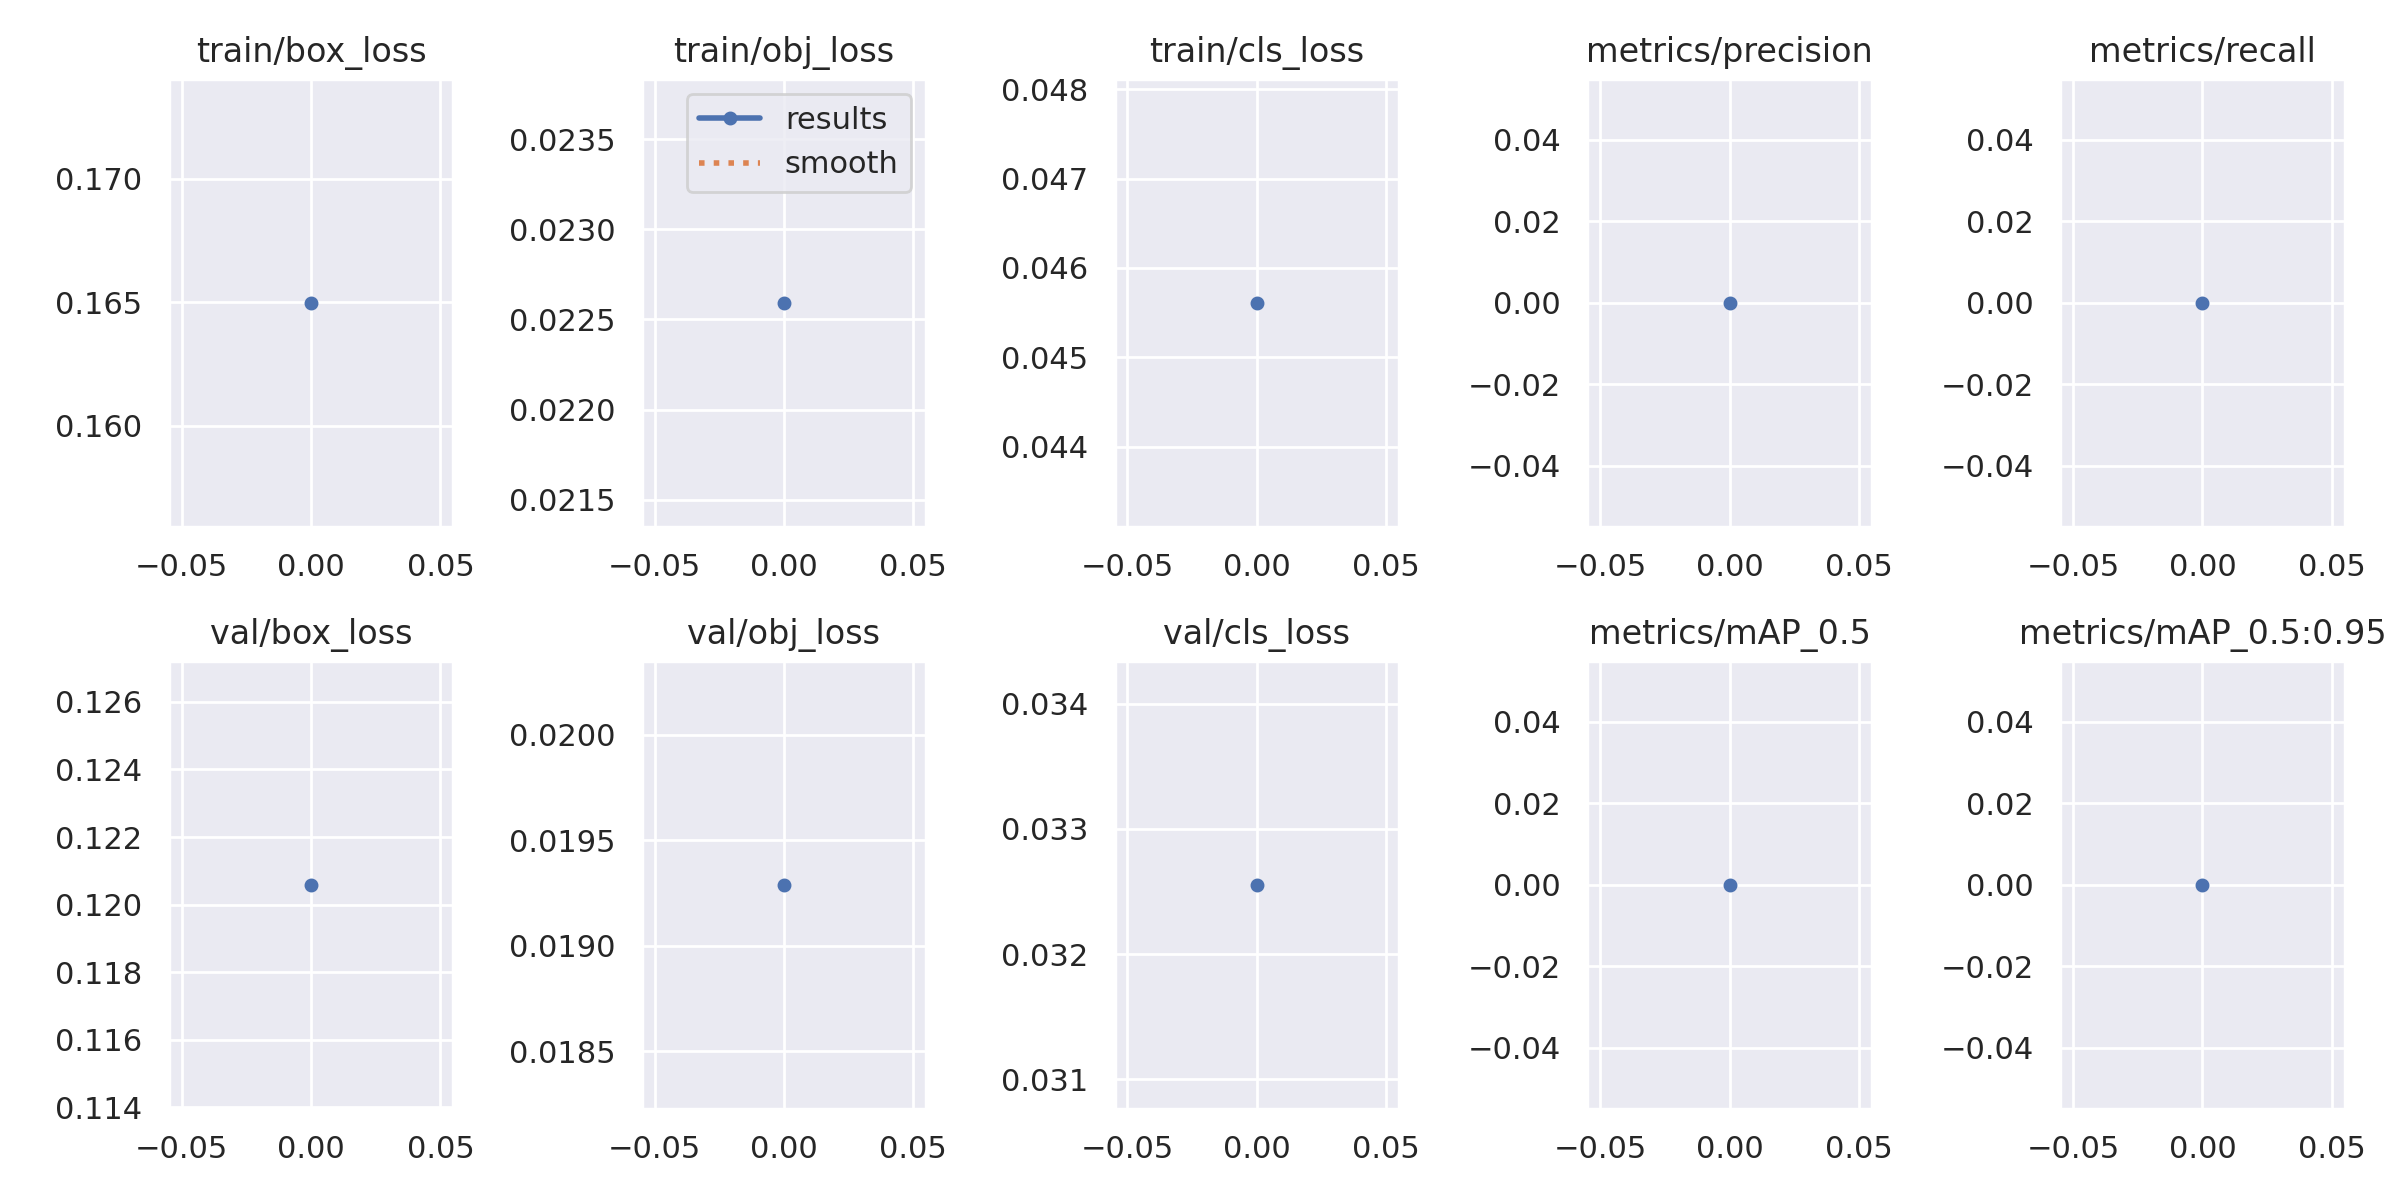 train/box_loss
0.170
0.165
0.160
−0.05 0.00 0.05
train/obj_loss
results
smooth
0.0235
0.0230
0.0225
0.0220
0.0215
−0.05 0.00 0.05
train/cls_loss
0.048
0.047
0.046
0.045
0.044
−0.05 0.00 0.05
metrics/precision
0.04
0.02
0.00
−0.02
−0.04
−0.05 0.00 0.05
metrics/recall
0.04
0.02
0.00
−0.02
−0.04
−0.05 0.00 0.05
val/box_loss
0.126
0.124
0.122
0.120
0.118
0.116
0.114
−0.05 0.00 0.05
val/obj_loss
0.0200
0.0195
0.0190
0.0185
−0.05 0.00 0.05
val/cls_loss
0.034
0.033
0.032
0.031
−0.05 0.00 0.05
metrics/mAP_0.5
0.04
0.02
0.00
−0.02
−0.04
−0.05 0.00 0.05
metrics/mAP_0.5:0.95
0.04
0.02
0.00
−0.02
−0.04
−0.05 0.00 0.05